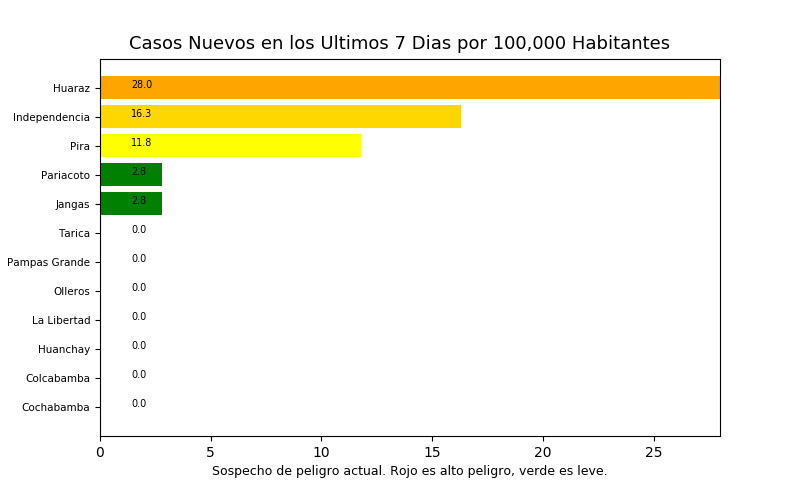 Casos Nuevos en los Ultimos 7 Dias por 100,000 Habitantes
Huaraz 28.0
Independencia 16.3
Pira 11.8
Pariacoto 2.8
Jangas 2.8
Tarica 0.0
Pampas Grande 0.0
Olleros 0.0
La Libertad 0.0
Huanchay 0.0
Colcabamba 0.0
Cochabamba 0.0
0 5 10 15 20 25
Sospecho de peligro actual. Rojo es alto peligro, verde es leve.